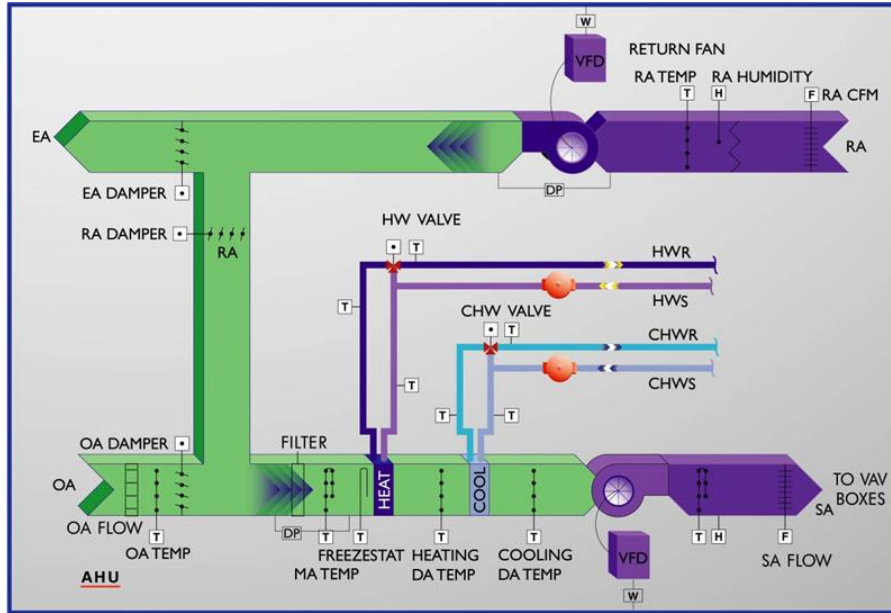 W
VFD
RETURN FAN
RA TEMP
RA HUMIDITY
T
H
F
RA CFM
EA
RA
DP
EA DAMPER
RA DAMPER
RA
HW VALVE
T
HWR
T
HWS
CHW VALVE
T
CHWR
CHWS
T
T
T
OA DAMPER
FILTER
OA
HEAT
COOL
TO VAV
BOXES
SA
OA FLOW
DP
T
T
T
T
T
T
H
F
OA TEMP
FREEZESTAT
MA TEMP
HEATING
DA TEMP
COOLING
DA TEMP
VFD
SA FLOW
AHU
W